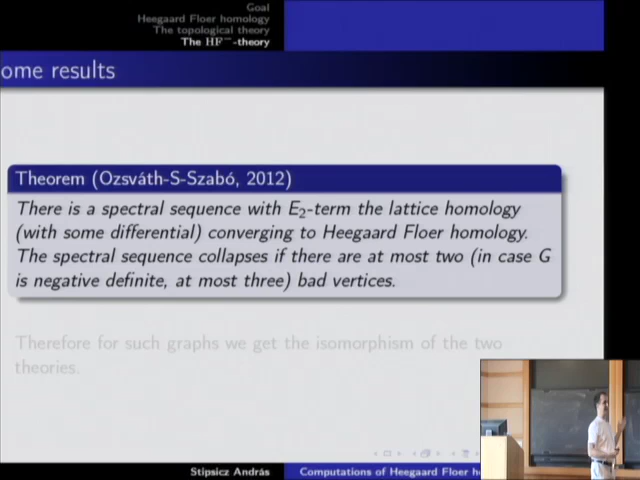 Goal
Heegaard Floer homology
The topological theory
The HF⁻-theory
ome results
Theorem (Ozsváth-S-Szabó, 2012)
There is a spectral sequence with E₂-term the lattice homology
(with some differential) converging to Heegaard Floer homology.
The spectral sequence collapses if there are at most two (in case G
is negative definite, at most three) bad vertices.
Therefore for such graphs we get the isomorphism of the two
theories.
Stipsicz András
Computations of Heegaard Floer h